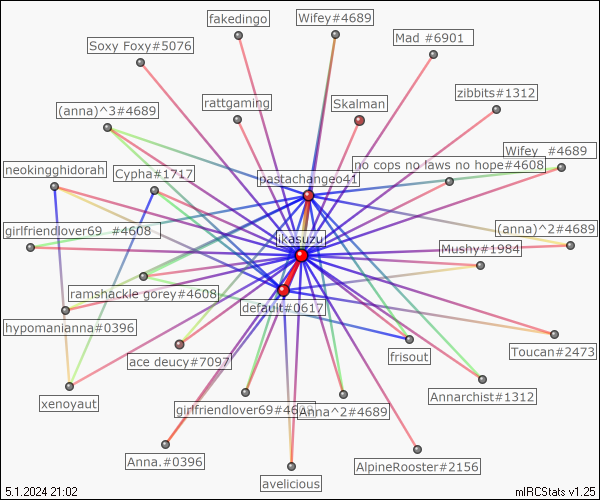 fakedingo
Wifey#4689
Mad #6901
Soxy Foxy#5076
zibbits#1312
rattgaming
Skalman
(anna)^3#4689
Wifey_ #4689
no cops no laws no hope#4608
neokingghidorah
Cypha#1717
pastachangeo41
girlfriendlover69_#4608
(anna)^2#4689
ikasuzu
Mushy#1984
ramshackle gorey#4608
default#0617
hypomanianna#0396
Toucan#2473
ace deucy#7097
frisout
Annarchist#1312
xenoyaut
girlfriendlover69#46
Anna^2#4689
Anna.#0396
AlpineRooster#2156
avelicious
5.1.2024 21:02
mIRCStats v1.25